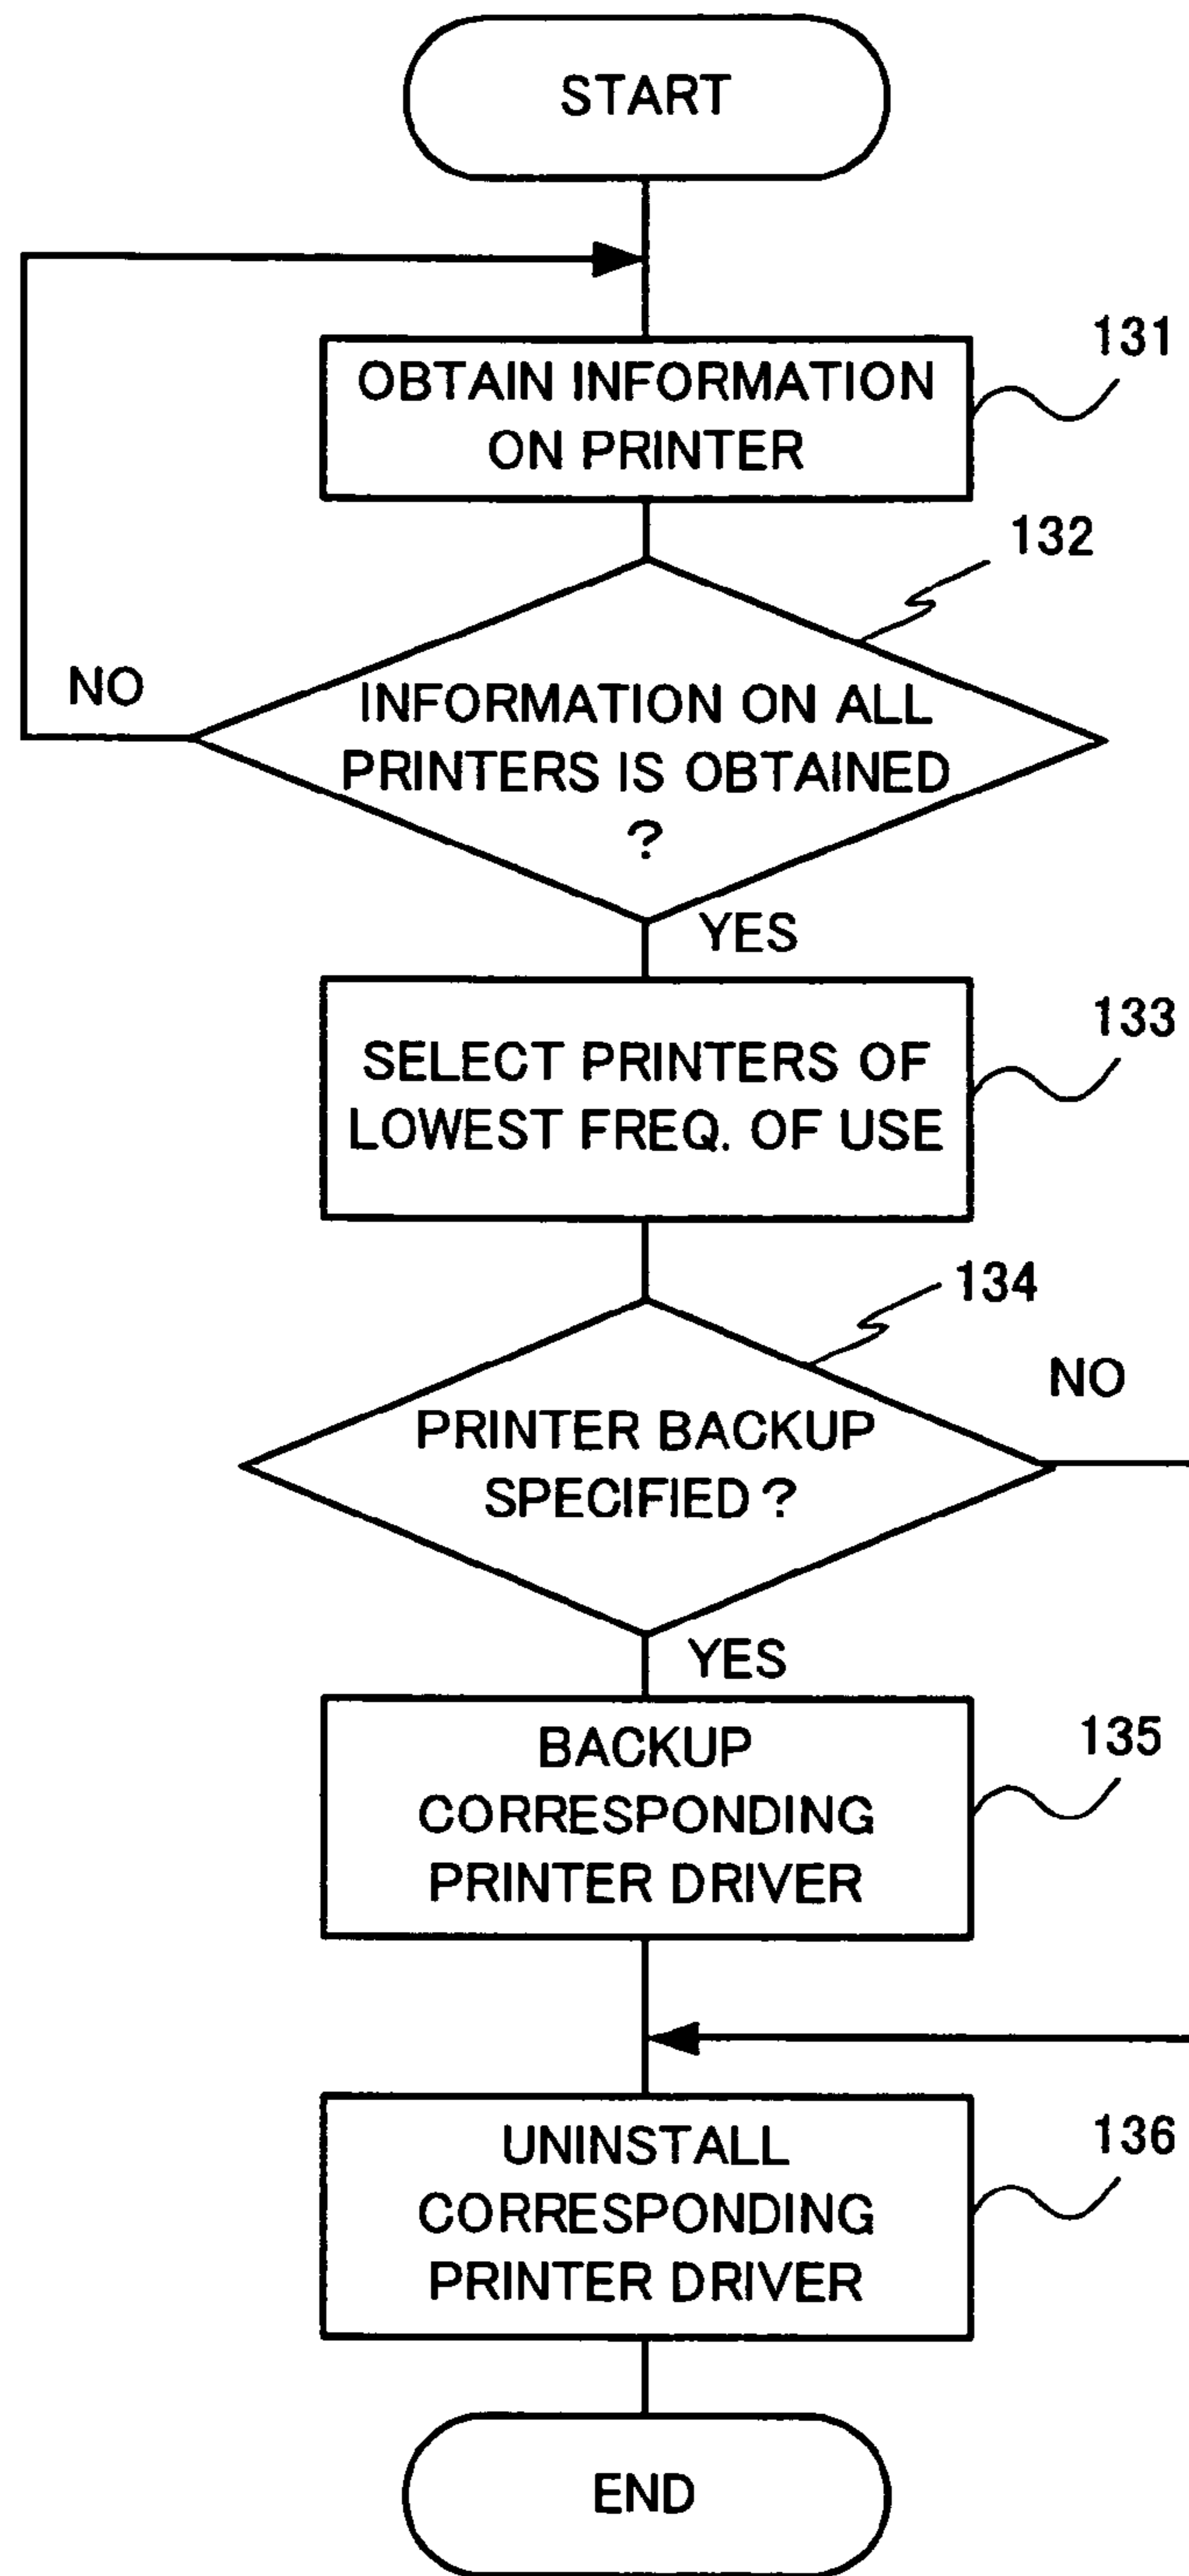 START
OBTAIN INFORMATION
ON PRINTER
131
132
NO
INFORMATION ON ALL
PRINTERS IS OBTAINED
?
YES
SELECT PRINTERS OF
LOWEST FREQ. OF USE
133
134
NO
PRINTER BACKUP
SPECIFIED ?
YES
BACKUP
CORRESPONDING
PRINTER DRIVER
135
UNINSTALL
CORRESPONDING
PRINTER DRIVER
136
END